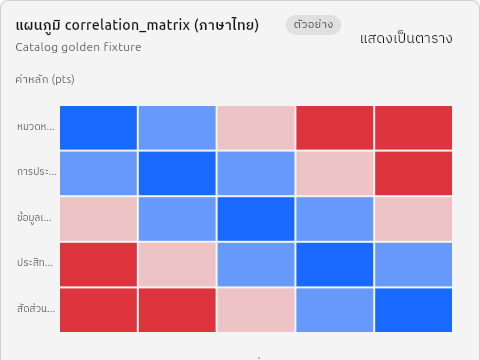 แผนภูมิ correlation_matrix (ภาษาไทย)
ตัวอย่าง
แสดงเป็นตาราง
Catalog golden fixture
ค่าหลัก (pts)
หมวดห...
การประ...
ข้อมูลเ...
ประสิท...
สัดส่วน...